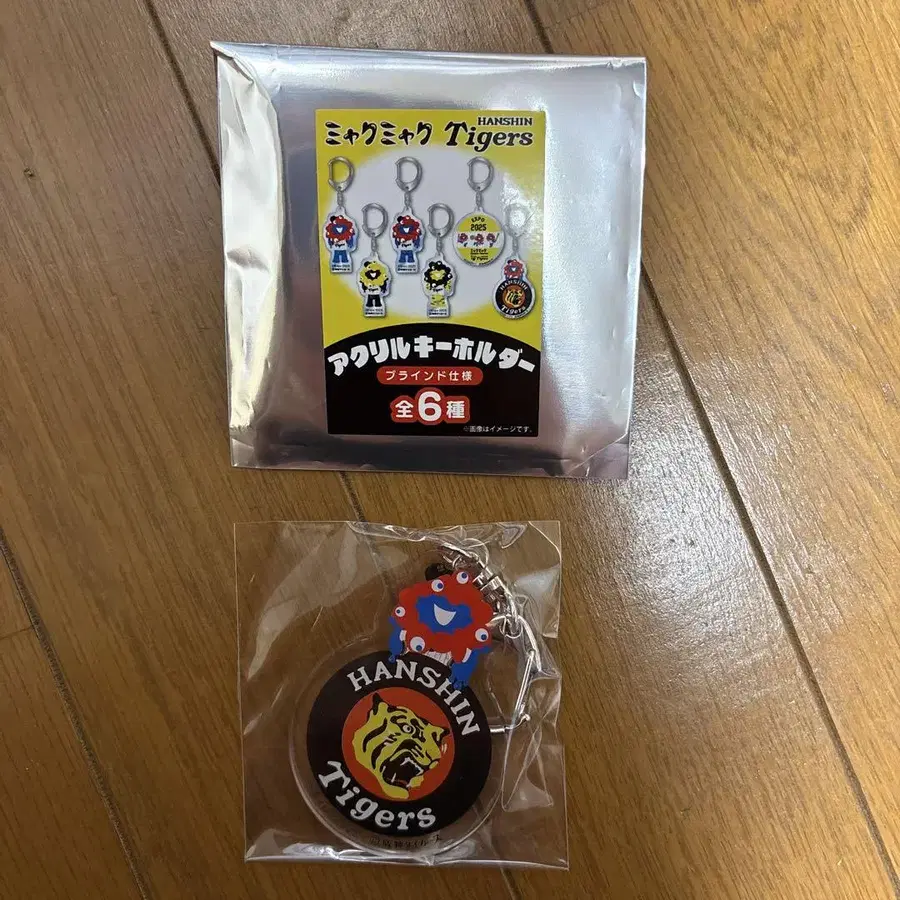 ミャクミャク HANSHIN Tigers
EXPO
2025
HANSHIN
Tigers
アクリルキーホルダー
ブラインド仕様
全6種
※画像はイメージです。
HANSHIN
Tigers